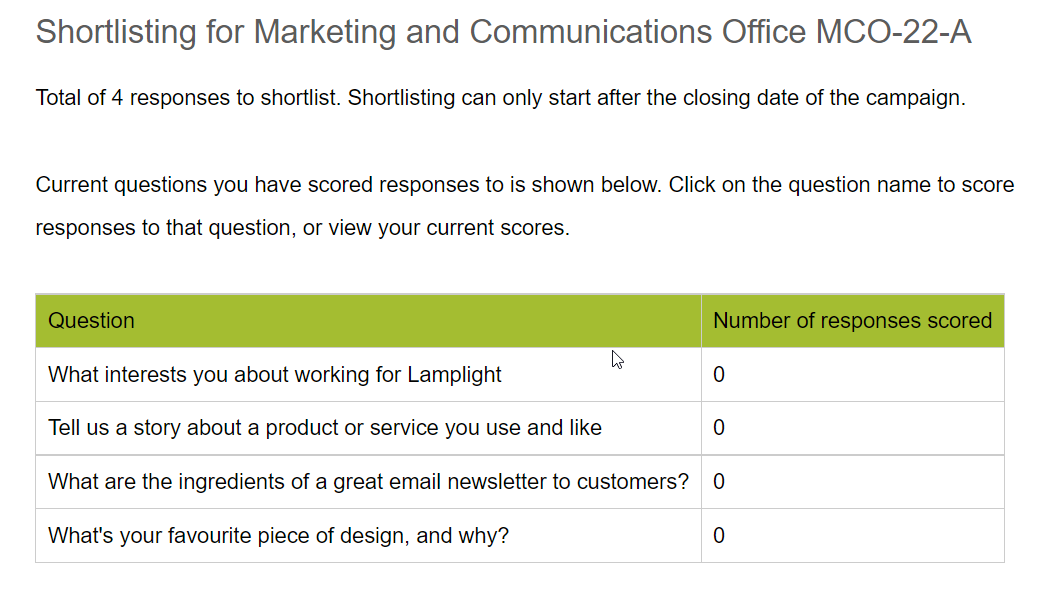 Shortlisting for Marketing and Communications Office MCO-22-A
Total of 4 responses to shortlist. Shortlisting can only start after the closing date of the campaign.
Current questions you have scored responses to is shown below. Click on the question name to score
responses to that question, or view your current scores.
Question Number of responses scored
What interests you about working for Lamplight 0
Tell us a story about a product or service you use and like 0
What are the ingredients of a great email newsletter to customers? 0
What's your favourite piece of design, and why? 0